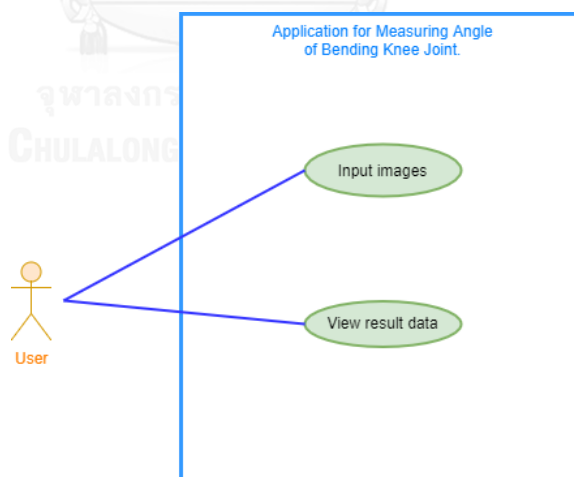 Application for Measuring Angle
of Bending Knee Joint.
จุฬาลงกร
CHULALONG
Input images
View result data
User